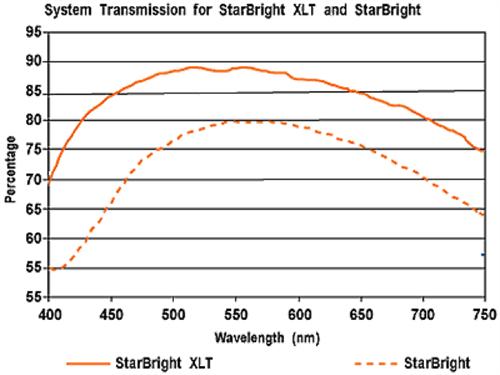 System Transmission for StarBright XLT and StarBright
95
90
85
80
75
70
65
60
55
55
Percentage
400 450 500 550 600 650 700 750
Wavelength (nm)
StarBright XLT StarBright